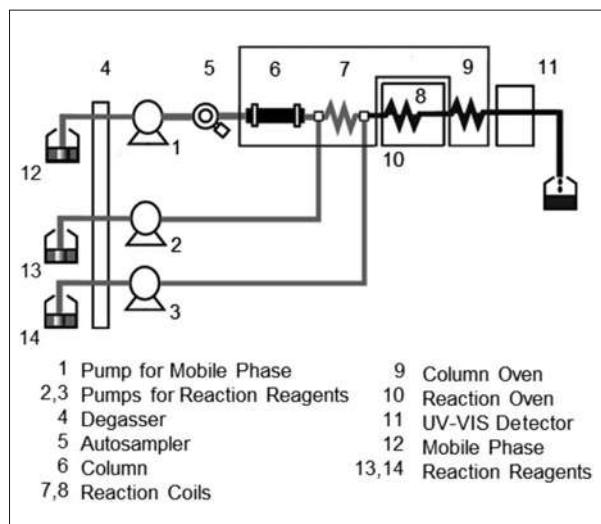 4 5 6 7 9 11
8
1
12 10
2
13
3
14
1 Pump for Mobile Phase
2,3 Pumps for Reaction Reagents
4 Degasser
5 Autosampler
6 Column
7,8 Reaction Coils
9 Column Oven
10 Reaction Oven
11 UV-VIS Detector
12 Mobile Phase
13,14 Reaction Reagents